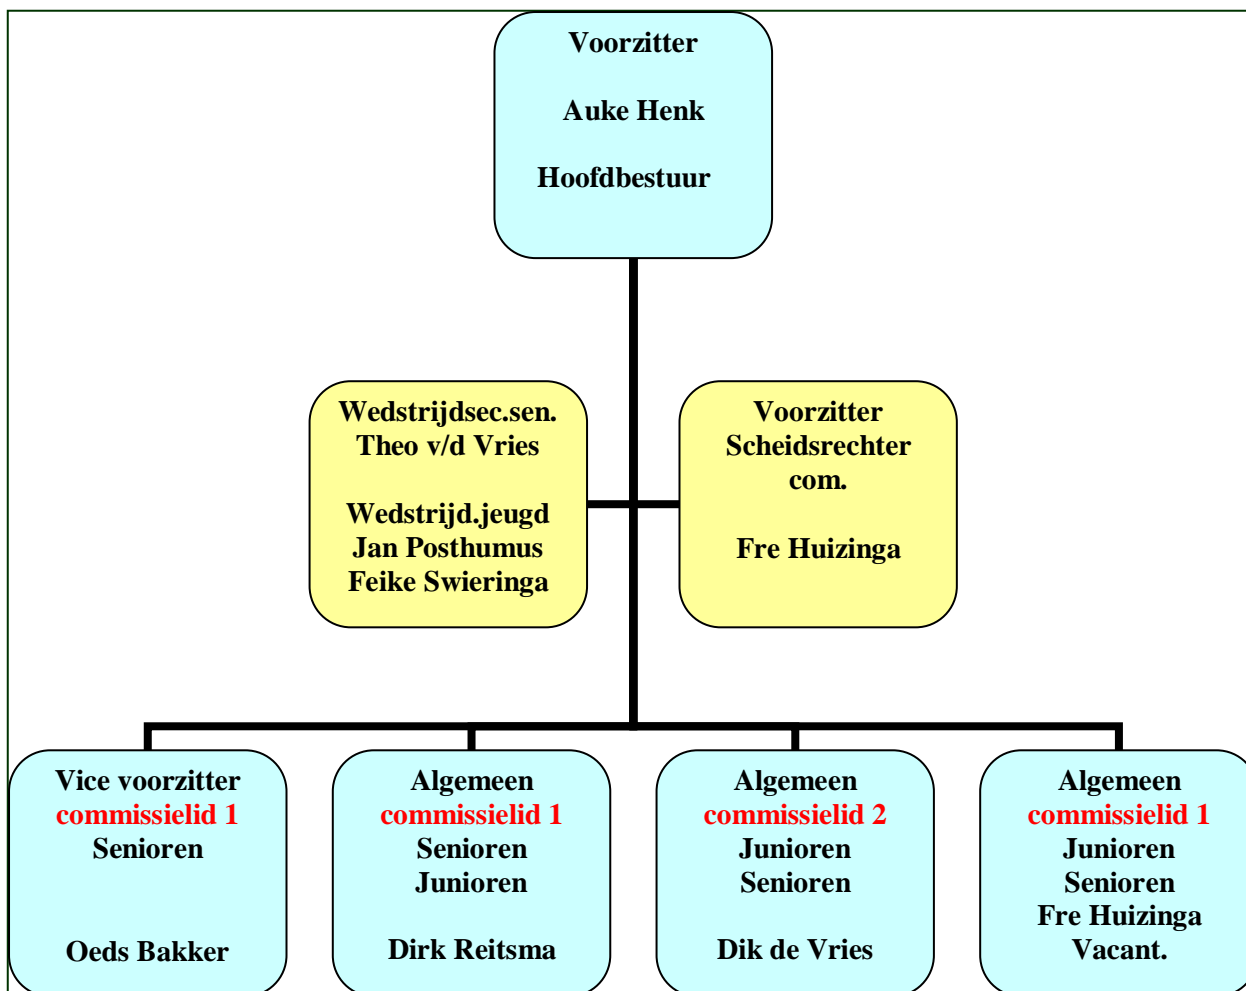 Voorzitter
Auke Henk
Hoofdbestuur
Wedstrijdsec.sen.
Theo v/d Vries
Wedstrijd.jeugd
Jan Posthumus
Feike Swieringa
Voorzitter
Scheidsrechter
com.
Fre Huizinga
Vice voorzitter
commissielid 1
Senioren
Oeds Bakker
Algemeen
commissielid 1
Senioren
Junioren
Dirk Reitsma
Algemeen
commissielid 2
Junioren
Senioren
Dik de Vries
Algemeen
commissielid 1
Junioren
Senioren
Fre Huizinga
Vacant.